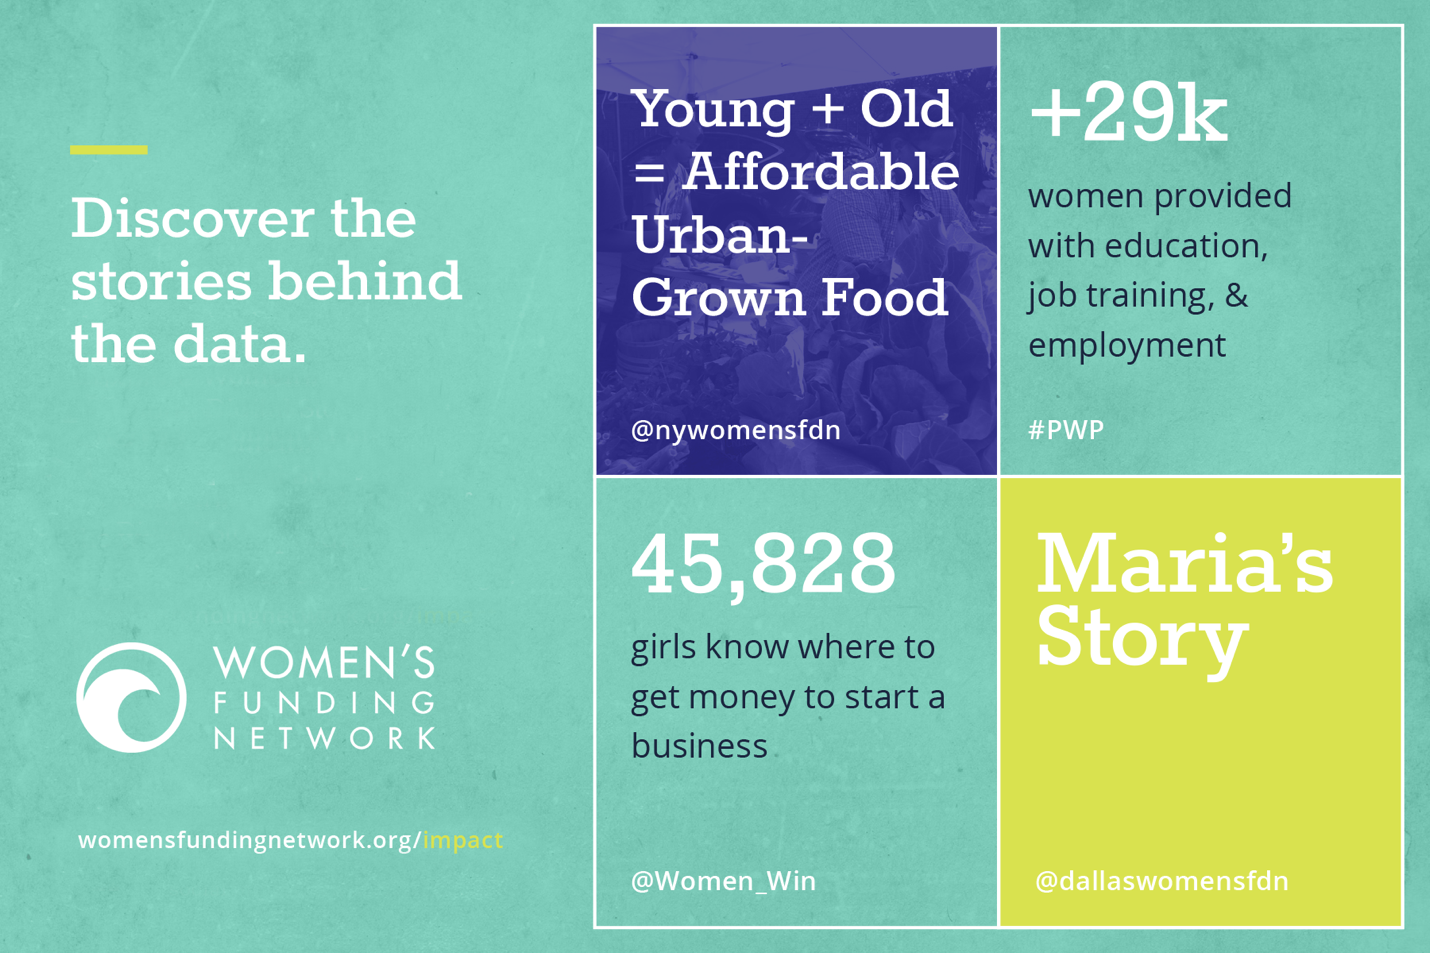 Discover the
stories behind
the data.
WOMEN’S
FUNDING
NETWORK
womensfundingnetwork.org/impact
Young + Old
= Affordable
Urban-
Grown Food
@nywomensfdn
+29k
women provided
with education,
job training, &
employment
#PWP
45,828
girls know where to
get money to start a
business
@Women_Win
Maria’s
Story
@dallaswomensfdn